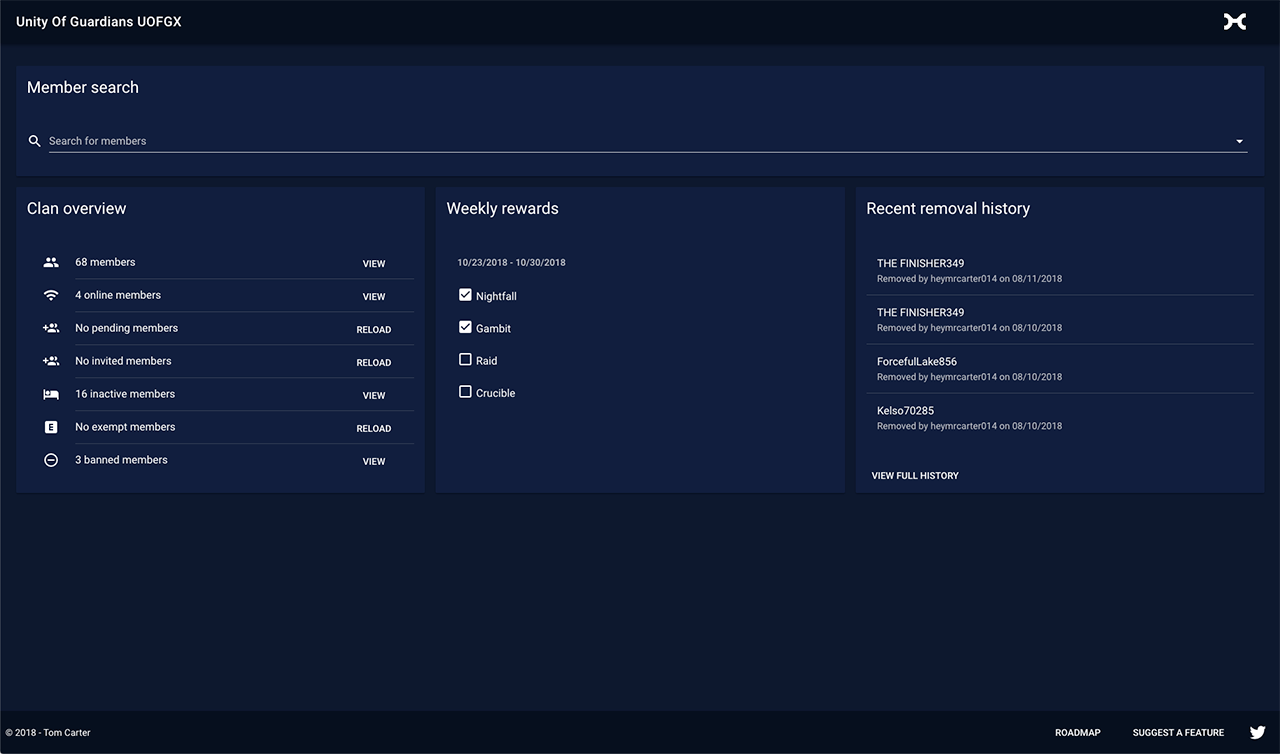 Unity Of Guardians UOFGX
Member search
Search for members
Clan overview
68 members VIEW
4 online members VIEW
No pending members RELOAD
No invited members RELOAD
16 inactive members VIEW
E No exempt members RELOAD
3 banned members VIEW
Weekly rewards
10/23/2018 - 10/30/2018
Nightfall
Gambit
Raid
Crucible
Recent removal history
THE FINISHER349
Removed by heymrcarter014 on 08/11/2018
THE FINISHER349
Removed by heymrcarter014 on 08/10/2018
ForcefulLake856
Removed by heymrcarter014 on 08/10/2018
Kelso70285
Removed by heymrcarter014 on 08/10/2018
VIEW FULL HISTORY
© 2018 - Tom Carter
ROADMAP
SUGGEST A FEATURE